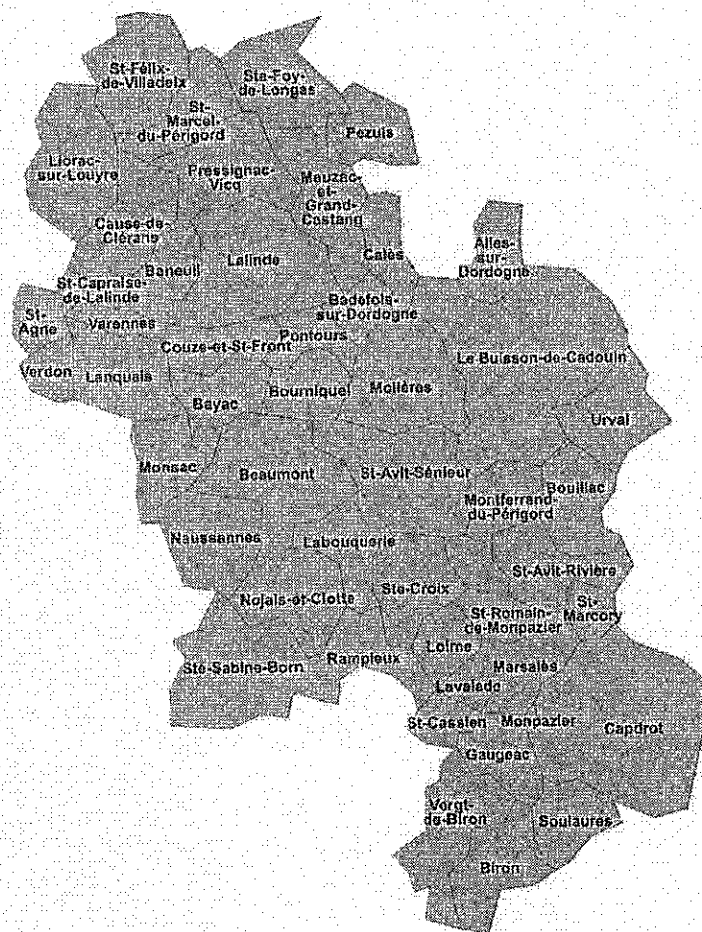 St-Félix-
de-Villadeix
Ste-Foy-
de-Longas
St-
Marcel-
du-Périgord
Pezuls
Liorac-
sur-Louyre
Pressignac-
Vicq
Mauzac-
et-
Grand-
Castang
Cause-de-
Clérans
Baneuil
Lalinde
Calès
Alles-
sur-
Dordogne
St-Capraise-
de-Lalinde
Badefols-
sur-Dordogne
St-
Agne
Varennes
Pontours
Couze-et-St-Front
Le Buisson-de-Cadouin
Verdon
Lanquais
Bourniquel
Molières
Bayac
Urval
Monsac
Beaumont
St-Avit-Sénieur
Bouillac
Montferrand-
du-Périgord
Naussannes
Labouquerie
St-Avit-Rivière
Ste-Croix
Nojals-et-Clotte
St-Romain-
de-Monpazier
St-
Marcory
Lolme
Rampieux
Ste-Sabine-Born
Marsalès
Lavalade
St-Cassien
Monpazier
Capdrot
Gaugeac
Vergt-
de-Biron
Soulaures
Biron